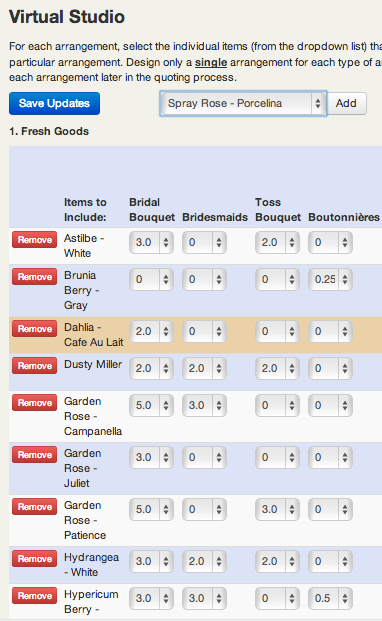 Virtual Studio
For each arrangement, select the individual items (from the dropdown list) tha
particular arrangement. Design only a single arrangement for each type of a
each arrangement later in the quoting process.
Save Updates Spray Rose - Porcelina Add
1. Fresh Goods
Items to Include: Bridal Bouquet Bridesmaids Toss Bouquet Boutonnières
Remove Astilbe - White 3.0 0 2.0 0
Remove Brunia Berry - Gray 0 0 0 0.25
Remove Dahlia - Cafe Au Lait 2.0 0 0 0
Remove Dusty Miller 2.0 2.0 2.0 0
Remove Garden Rose - Campanella 5.0 3.0 0 0
Remove Garden Rose - Juliet 3.0 0 0 0
Remove Garden Rose - Patience 5.0 0 3.0 0
Remove Hydrangea - White 3.0 2.0 2.0 0
Remove Hypericum Berry - 3.0 3.0 0 0.5